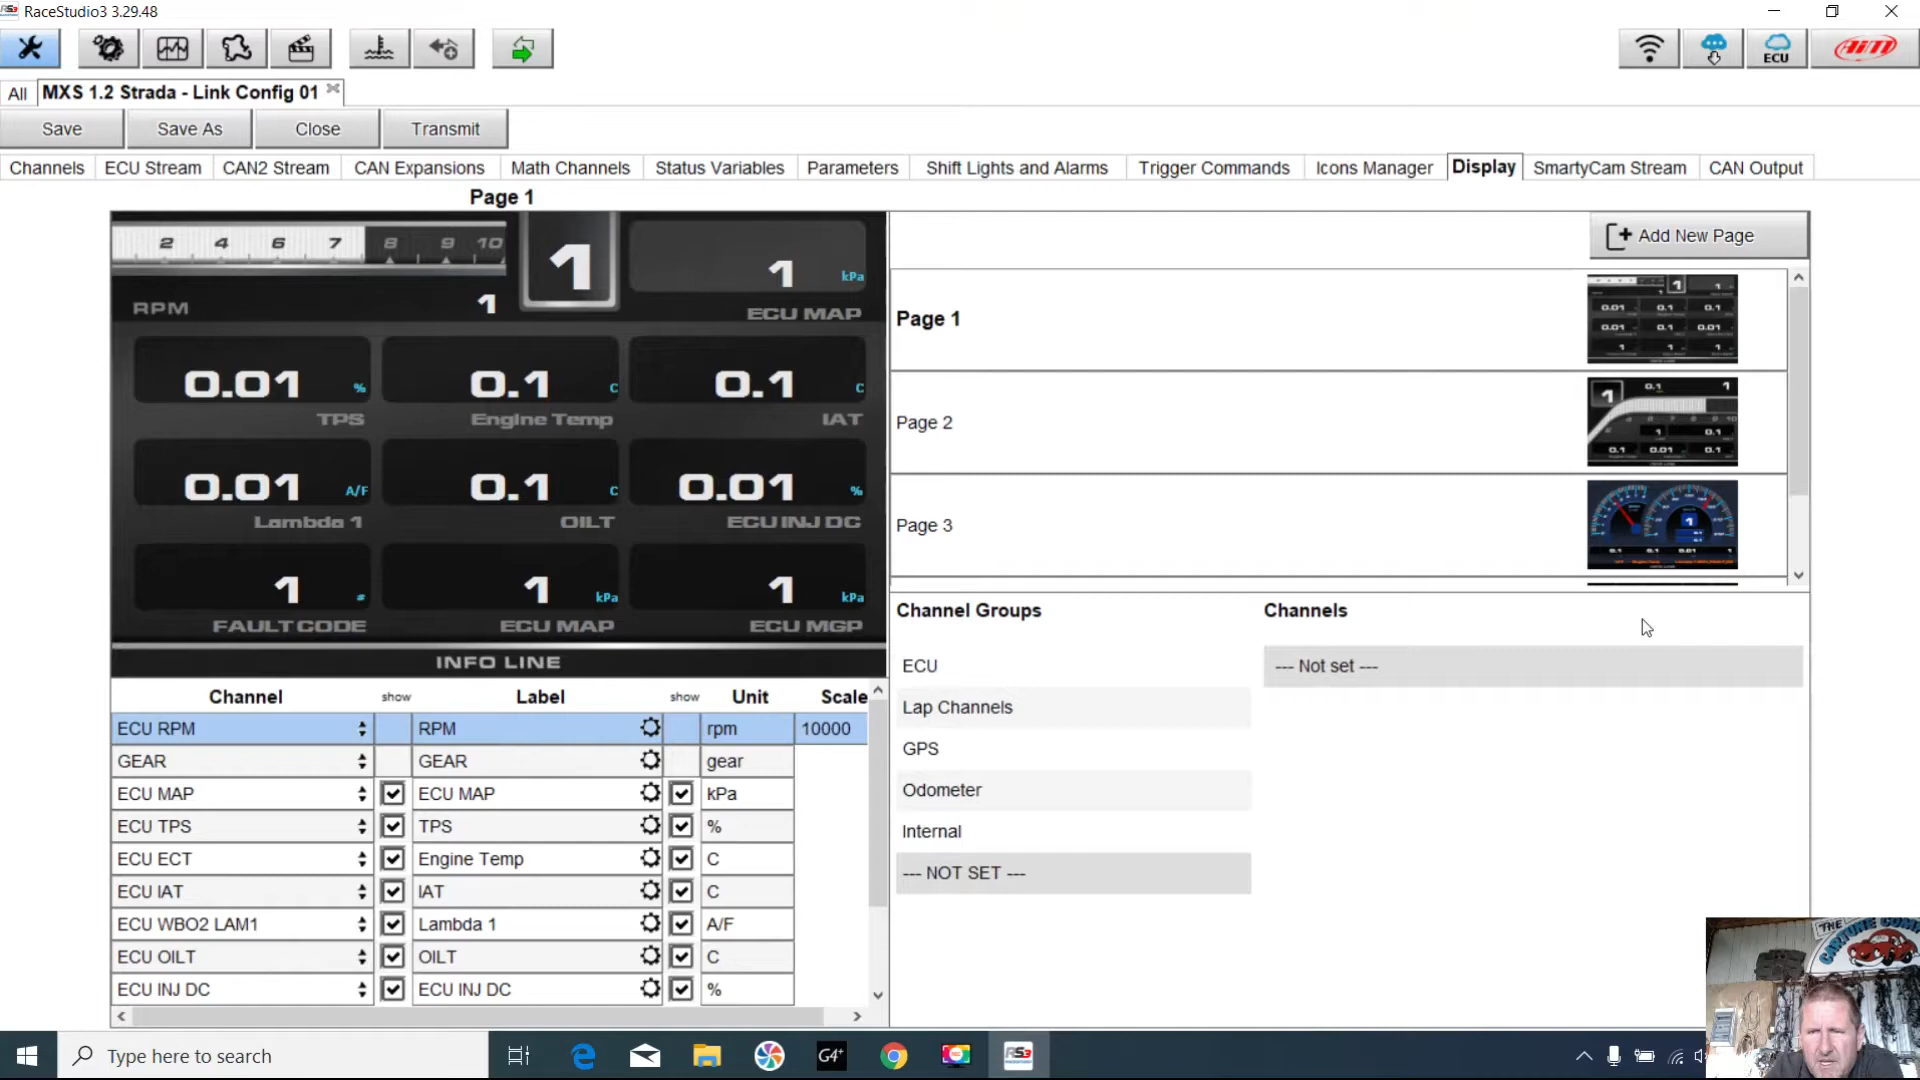 RaceStudio3 3.29.48
ECU
AiM
All
MXS 1.2 Strada - Link Config 01
Save
Save As
Close
Transmit
Channels
ECU Stream
CAN2 Stream
CAN Expansions
Math Channels
Status Variables
Parameters
Shift Lights and Alarms
Trigger Commands
Icons Manager
Display
SmartyCam Stream
CAN Output
Page 1
2 4 6 7 8 9 10
1
1 kPa
RPM 1
ECU MAP
0.01 %
0.1 C
0.1 C
TPS
Engine Temp
IAT
0.01 A/F
0.1 C
0.01 %
Lambda 1
OILT
ECU INJ DC
1 #
1 kPa
1 kPa
FAULT CODE
ECU MAP
ECU MGP
INFO LINE
Channel show Label show Unit Scale
ECU RPM RPM rpm 10000
GEAR GEAR gear
ECU MAP ECU MAP kPa
ECU TPS TPS %
ECU ECT Engine Temp C
ECU IAT IAT C
ECU WBO2 LAM1 Lambda 1 A/F
ECU OILT OILT C
ECU INJ DC ECU INJ DC %
Add New Page
Page 1
Page 2
Page 3
Channel Groups
ECU
Lap Channels
GPS
Odometer
Internal
--- NOT SET ---
Channels
--- Not set ---
THE
CARTUNE COMP
Type here to search
G4+
RS3